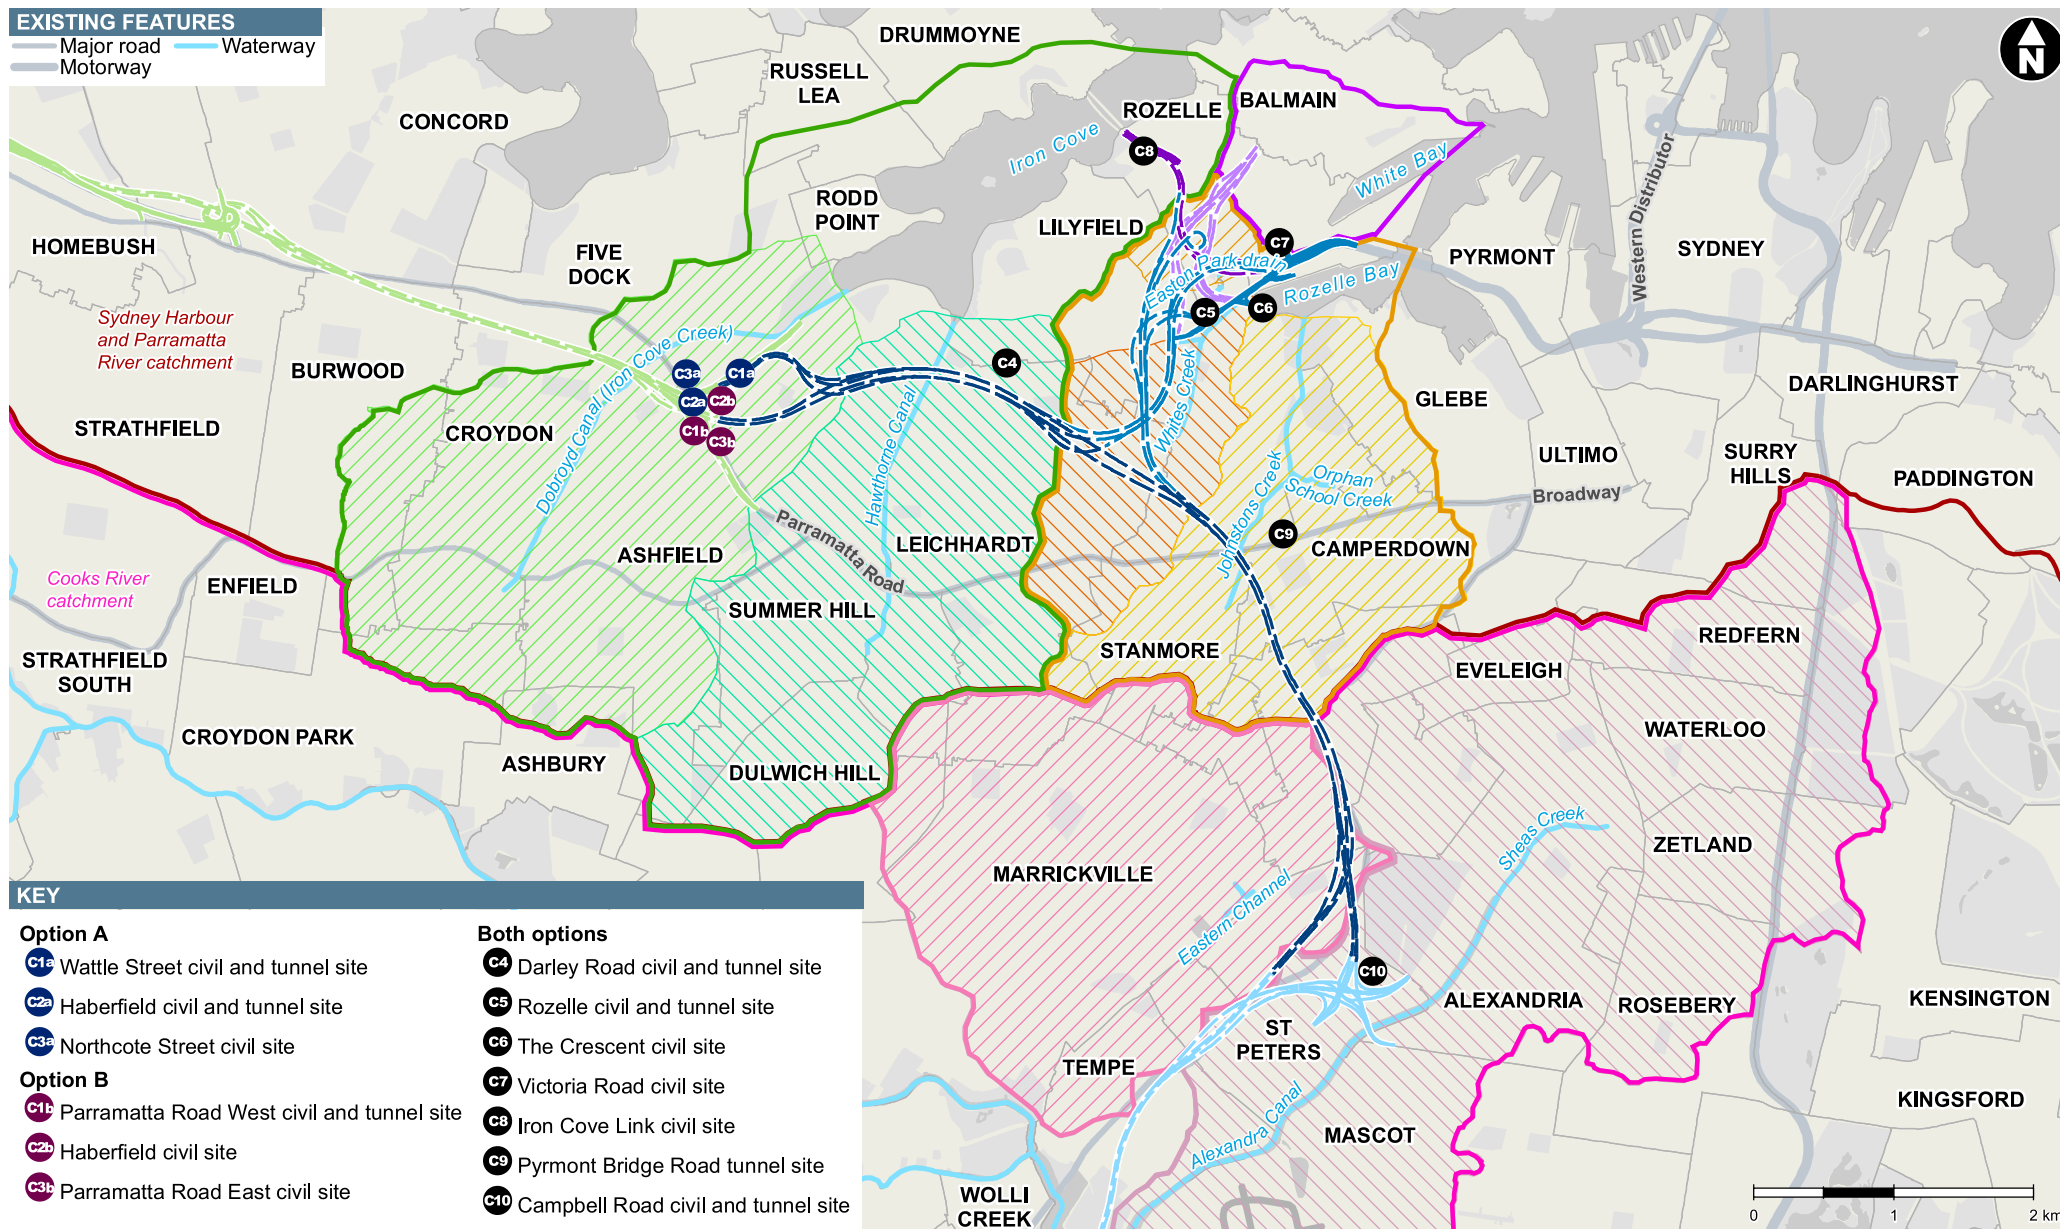 EXISTING FEATURES
Major road
Waterway
Motorway
N
DRUMMOYNE
RUSSELL
LEA
CONCORD
ROZELLE
BALMAIN
Iron Cove
C8
White Bay
Western Distributor
RODD
POINT
LILYFIELD
HOMEBUSH
FIVE
DOCK
C7
PYRMONT
SYDNEY
Easton Park drain
Rozelle Bay
C5
C6
Sydney Harbour
and Parramatta
River catchment
BURWOOD
Dobroyd Canal (Iron Cove Creek)
C3a
C1a
C2a
C2b
C1b
C3b
C4
Hawthorne Canal
Whites Creek
DARLINGHURST
GLEBE
STRATHFIELD
CROYDON
ULTIMO
SURRY
HILLS
PADDINGTON
Orphan
School Creek
Broadway
Johnstons Creek
C9
Parramatta Road
ASHFIELD
LEICHHARDT
CAMPERDOWN
Cooks River
catchment
ENFIELD
SUMMER HILL
REDFERN
STANMORE
EVELEIGH
STRATHFIELD
SOUTH
WATERLOO
CROYDON PARK
ASHBURY
DULWICH HILL
Sheas Creek
ZETLAND
MARRICKVILLE
Eastern Channel
C10
ALEXANDRIA
ROSEBERY
KENSINGTON
ST
PETERS
TEMPE
KINGSFORD
Alexandra Canal
MASCOT
WOLLI
CREEK
0 1 2 km
KEY
Option A
C1a Wattle Street civil and tunnel site
C2a Haberfield civil and tunnel site
C3a Northcote Street civil site
Option B
C1b Parramatta Road West civil and tunnel site
C2b Haberfield civil site
C3b Parramatta Road East civil site
Both options
C4 Darley Road civil and tunnel site
C5 Rozelle civil and tunnel site
C6 The Crescent civil site
C7 Victoria Road civil site
C8 Iron Cove Link civil site
C9 Pyrmont Bridge Road tunnel site
C10 Campbell Road civil and tunnel site